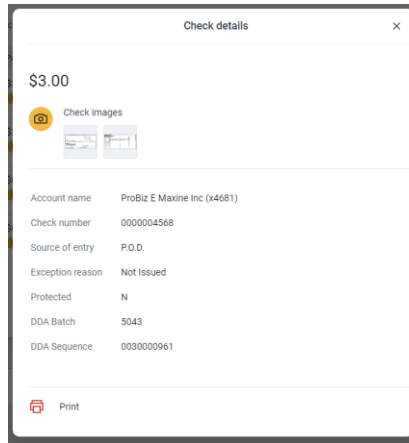 Check details
$3.00
Check images
Account name ProBiz E Maxine Inc (x4681)
Check number 0000004568
Source of entry P.O.D.
Exception reason Not Issued
Protected N
DDA Batch 5043
DDA Sequence 0030000961
Print